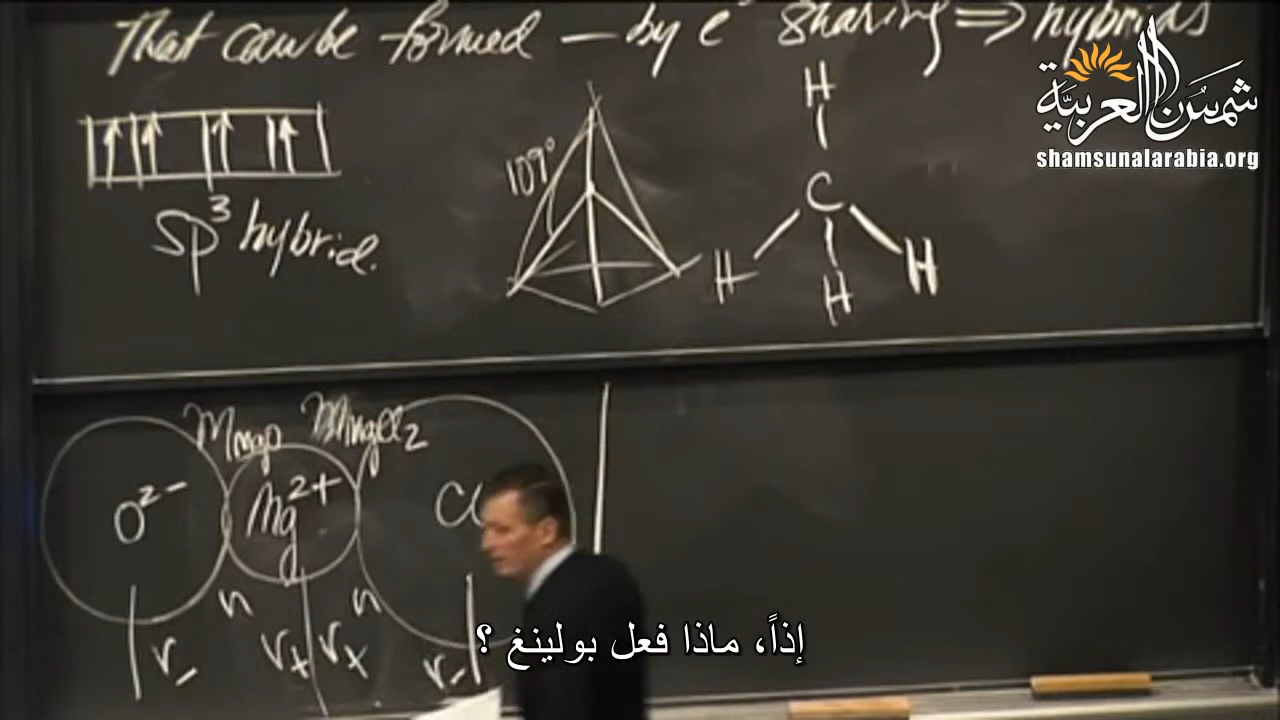 That can be formed — by e⁻ sharing ⇒ hybrids
شمس العربية
shamsunalarabia.org
109°
sp³ hybrid.
H
C
H H
H
M MgO M MgCl₂
O²⁻ Mg²⁺ Cl
n n
r₋ r₊ r₊ r₋
إذاً، ماذا فعل بولينغ ؟